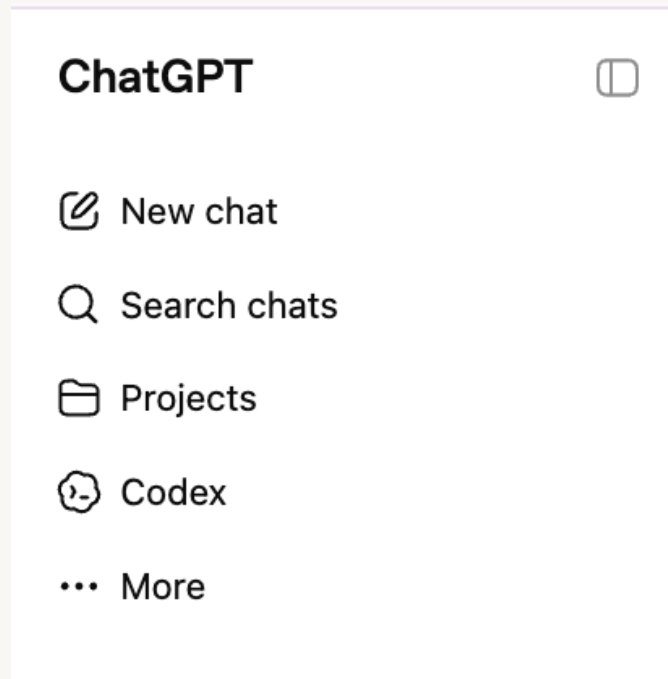 ChatGPT
New chat
Search chats
Projects
Codex
More